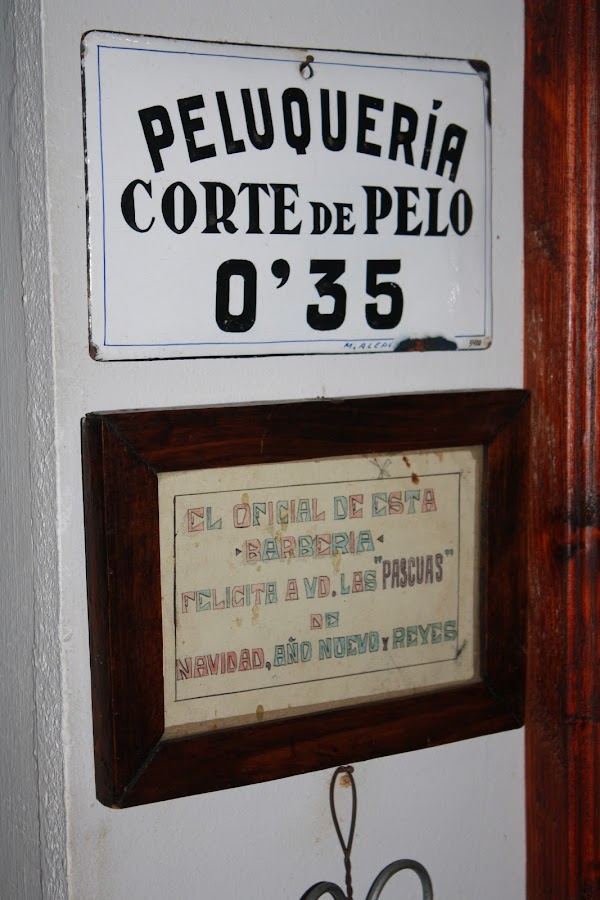 PELUQUERÍA
CORTE DE PELO
0'35
EL OFICIAL DE ESTA
BARBERIA
FELICITA A VD. LAS "PASCUAS"
DE
NAVIDAD, AÑO NUEVO Y REYES